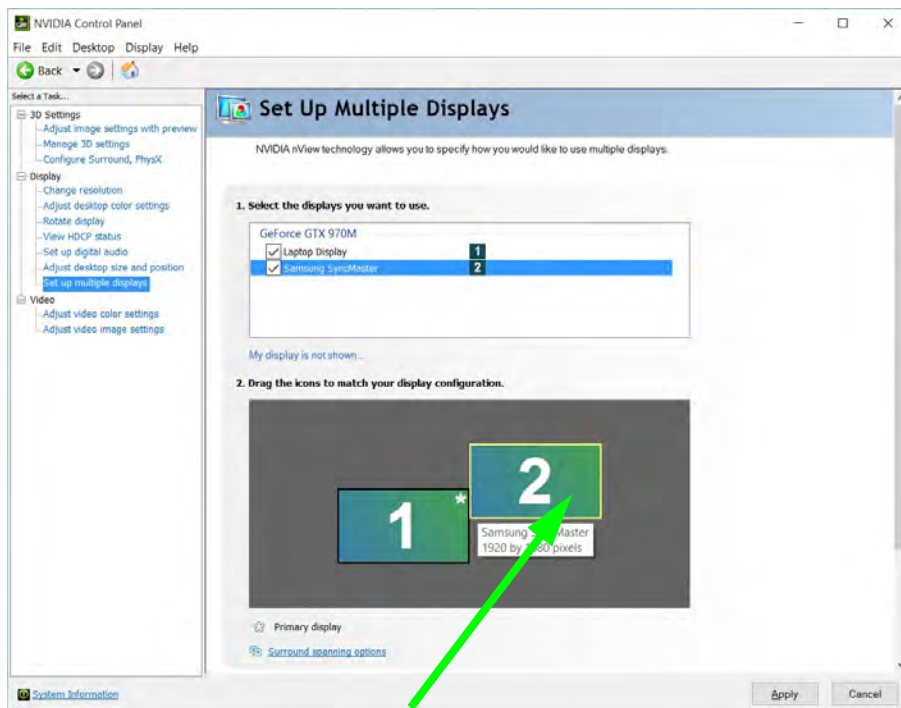 NVIDIA Control Panel
File Edit Desktop Display Help
Back
Select a Task...
3D Settings
Adjust image settings with preview
Manage 3D settings
Configure Surround, PhysX
Display
Change resolution
Adjust desktop color settings
Rotate display
View HDCP status
Set up digital audio
Adjust desktop size and position
Set up multiple displays
Video
Adjust video color settings
Adjust video image settings
Set Up Multiple Displays
NVIDIA nView technology allows you to specify how you would like to use multiple displays.
1. Select the displays you want to use.
GeForce GTX 970M
Laptop Display 1
Samsung SyncMaster 2
My display is not shown...
2. Drag the icons to match your display configuration.
1 *
2
Samsung
1920 by pixels
Primary display
Surround spanning options
System Information
Apply Cancel